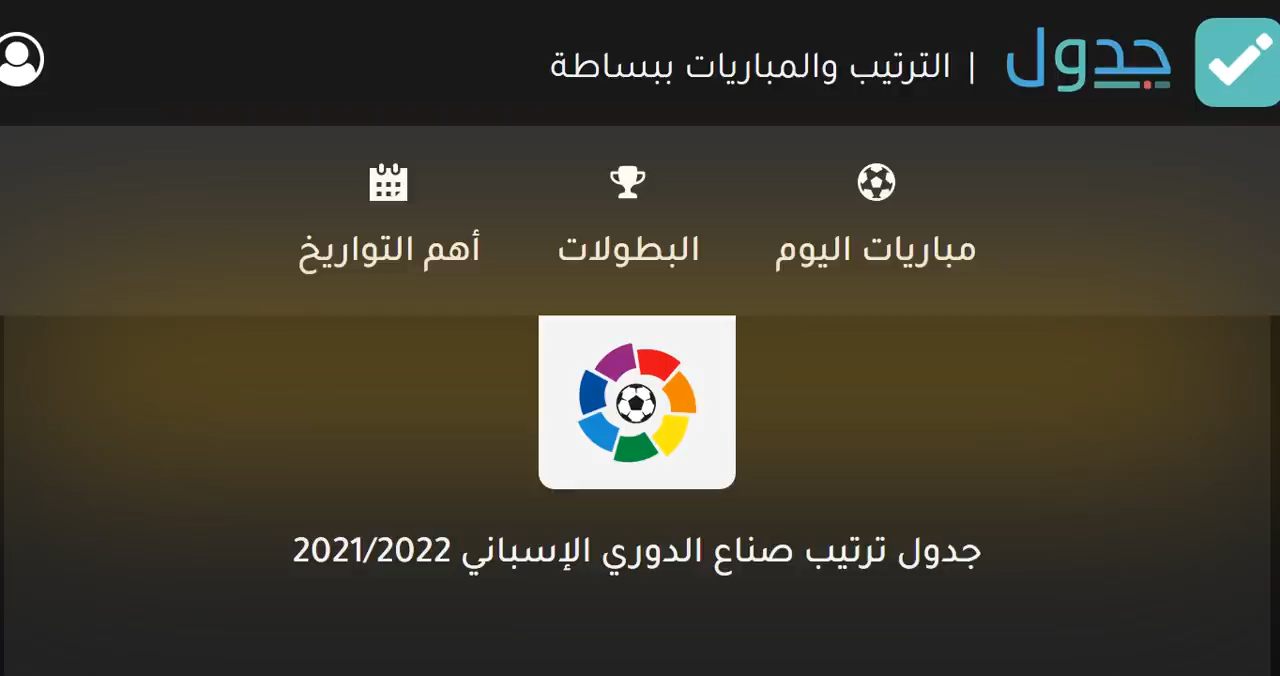 جدول | الترتيب والمباريات ببساطة
مباريات اليوم
البطولات
أهم التواريخ
جدول ترتيب صناع الدوري الإسباني 2021/2022